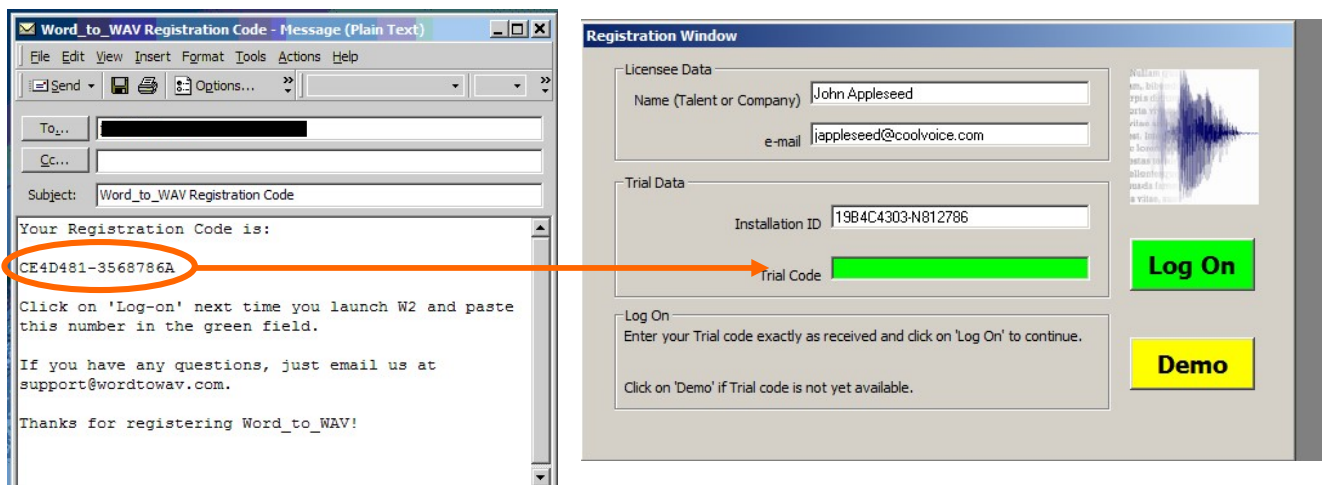 Word_to_WAV Registration Code - Message (Plain Text)
File Edit View Insert Format Tools Actions Help
Send Options...
To...
Cc...
Subject: Word_to_WAV Registration Code
Your Registration Code is:
CE4D481-3568786A
Click on 'Log-on' next time you launch W2 and paste
this number in the green field.
If you have any questions, just email us at
support@wordtowav.com.
Thanks for registering Word_to_WAV!
Registration Window
Licensee Data
Name (Talent or Company) John Appleseed
e-mail jappleseed@coolvoice.com
Trial Data
Installation ID 19B4C4303-N812786
Trial Code
Log On
Enter your Trial code exactly as received and click on 'Log On' to continue.
Click on 'Demo' if Trial code is not yet available.
Log On
Demo